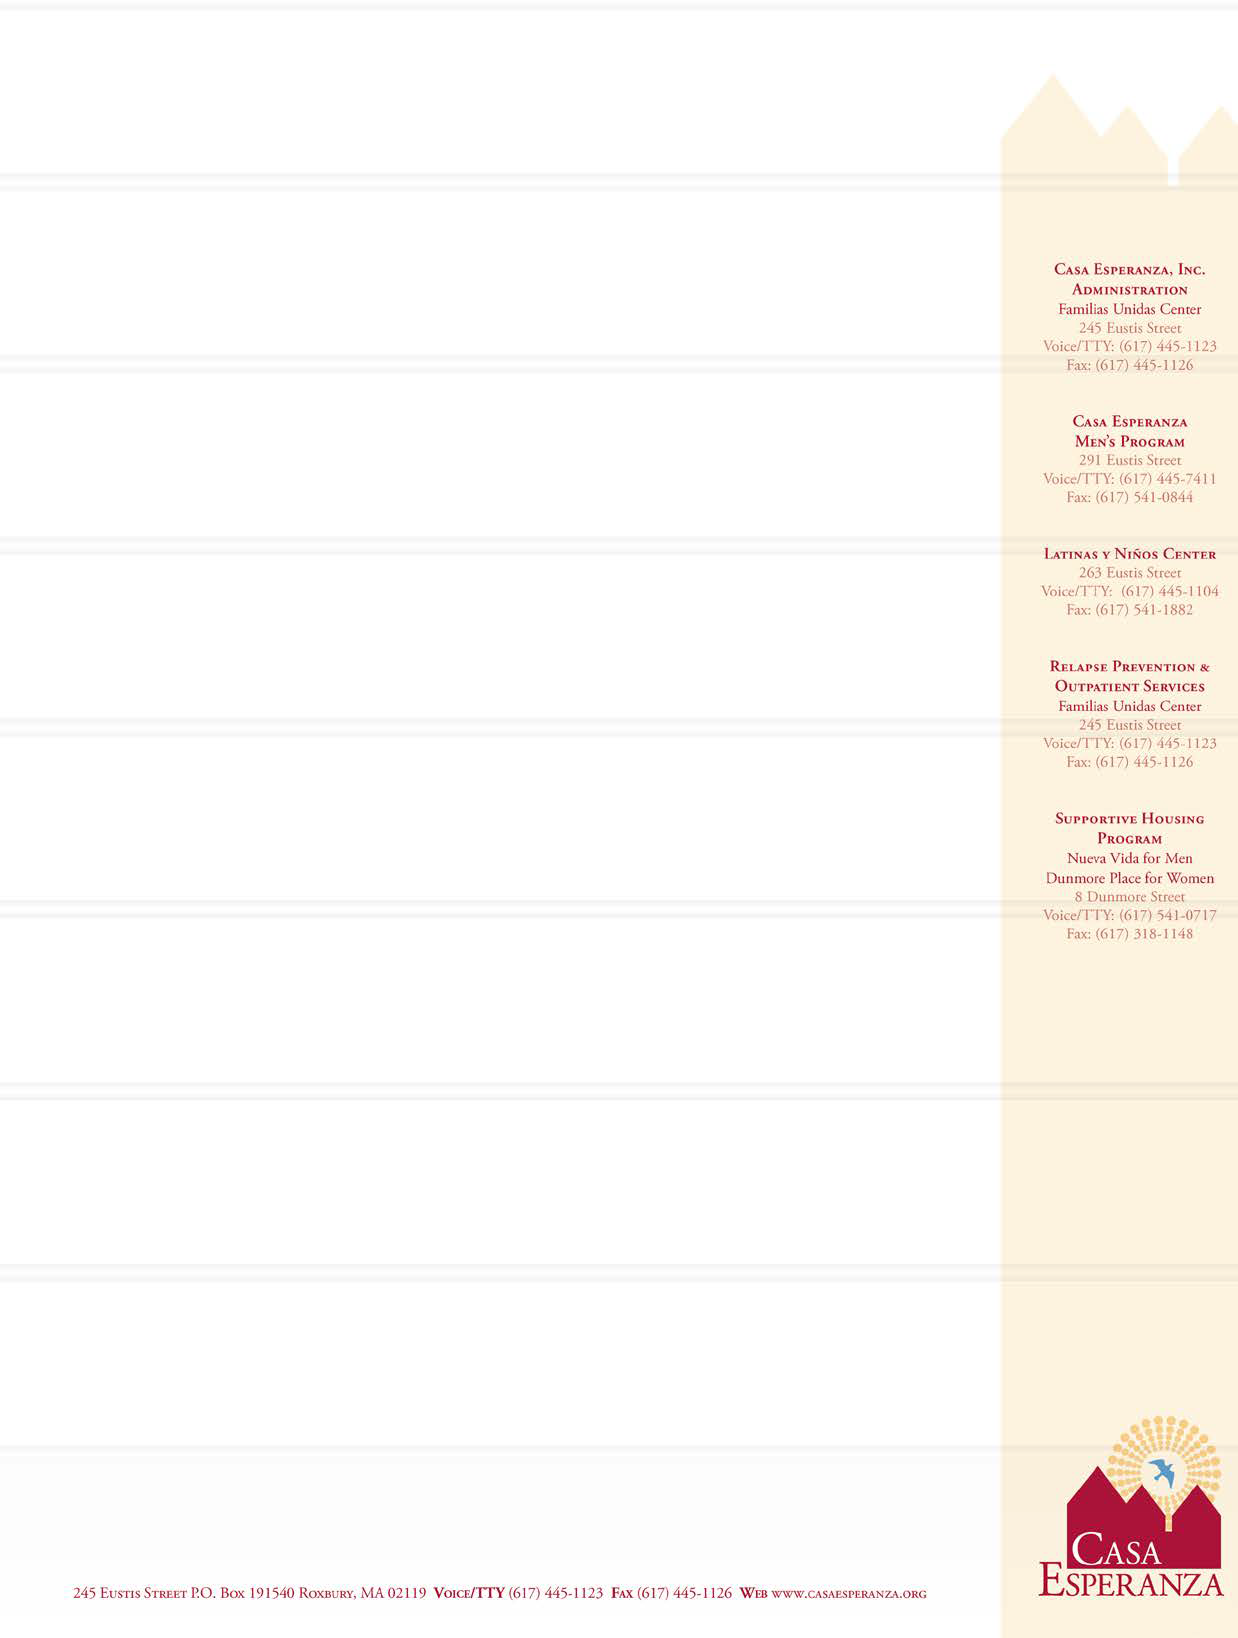 Casa Esperanza, Inc.
Administration
Familias Unidas Center
245 Eustis Street
Voice/TTY: (617) 445-1123
Fax: (617) 445-1126
Casa Esperanza
Men's Program
291 Eustis Street
Voice/TTY: (617) 445-7411
Fax: (617) 541-0844
Latinas y Niños Center
263 Eustis Street
Voice/TTY: (617) 445-1104
Fax: (617) 541-1882
Relapse Prevention &
Outpatient Services
Familias Unidas Center
245 Eustis Street
Voice/TTY: (617) 445-1123
Fax: (617) 445-1126
Supportive Housing
Program
Nueva Vida for Men
Dunmore Place for Women
8 Dunmore Street
Voice/TTY: (617) 541-0717
Fax: (617) 318-1148
Casa
Esperanza
245 Eustis Street P.O. Box 191540 Roxbury, MA 02119 Voice/TTY (617) 445-1123 Fax (617) 445-1126 Web www.casaesperanza.org